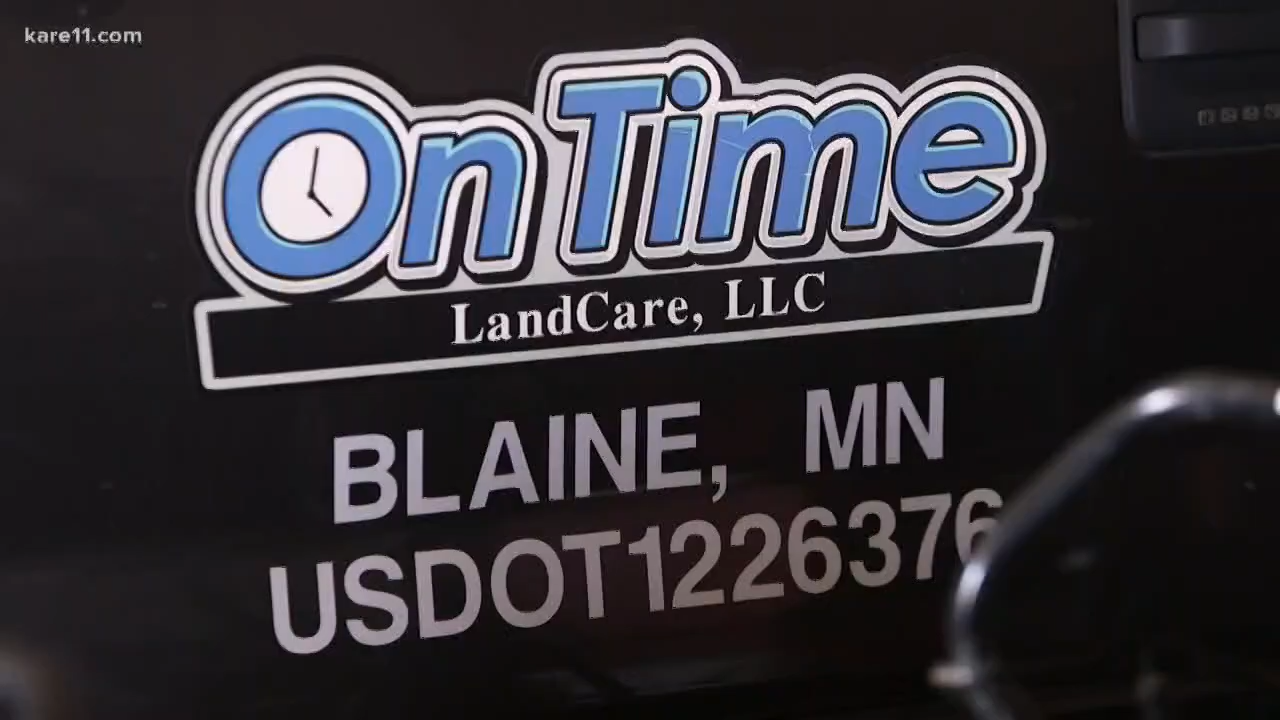 kare11.com
On Time
LandCare, LLC
BLAINE, MN
USDOT1226376